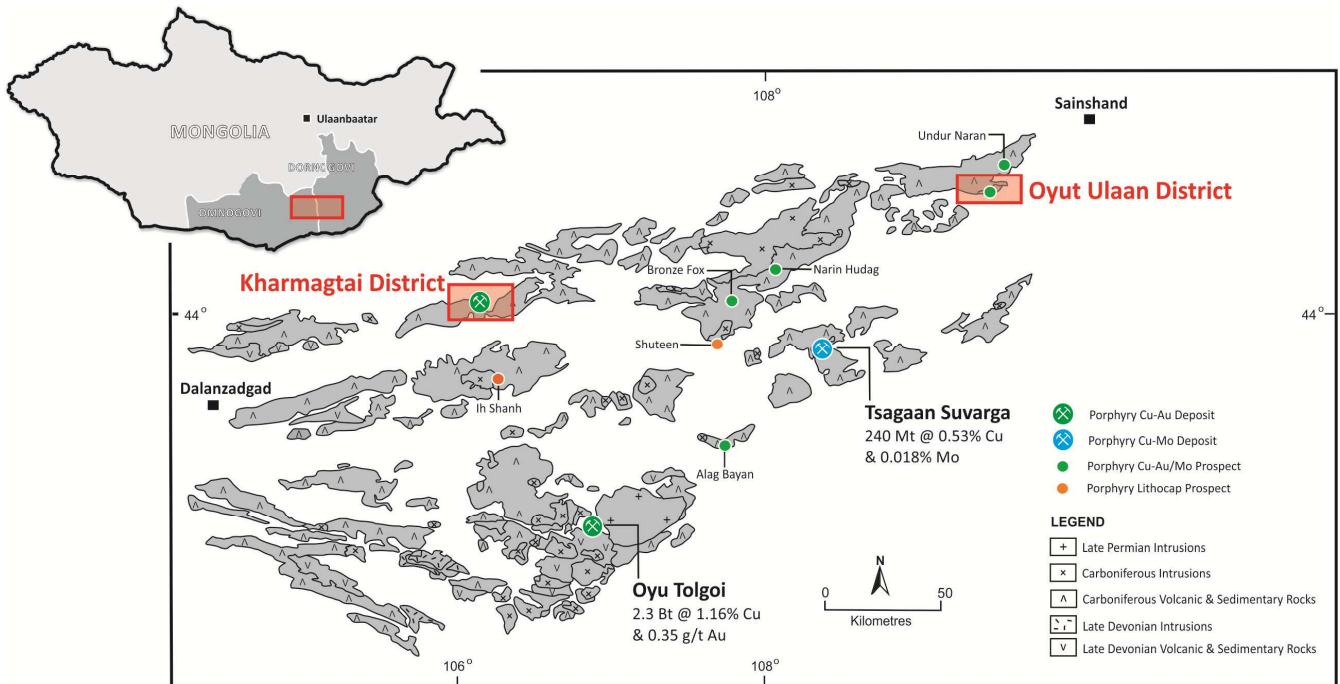 MONGOLIA
Ulaanbaatar
DORNOGOVI
OMNOGOVI
108°
Sainshand
Undur Naran
Oyut Ulaan District
Bronze Fox
Narin Hudag
Kharmagtai District
44°
44°
Shuteen
Dalanzadgad
Ih Shanh
Tsagaan Suvarga
240 Mt @ 0.53% Cu
& 0.018% Mo
Alag Bayan
Porphyry Cu-Au Deposit
Porphyry Cu-Mo Deposit
Porphyry Cu-Au/Mo Prospect
Porphyry Lithocap Prospect
LEGEND
+ Late Permian Intrusions
× Carboniferous Intrusions
Λ Carboniferous Volcanic & Sedimentary Rocks
Late Devonian Intrusions
V Late Devonian Volcanic & Sedimentary Rocks
N
0 50
Kilometres
Oyu Tolgoi
2.3 Bt @ 1.16% Cu
& 0.35 g/t Au
106°
108°